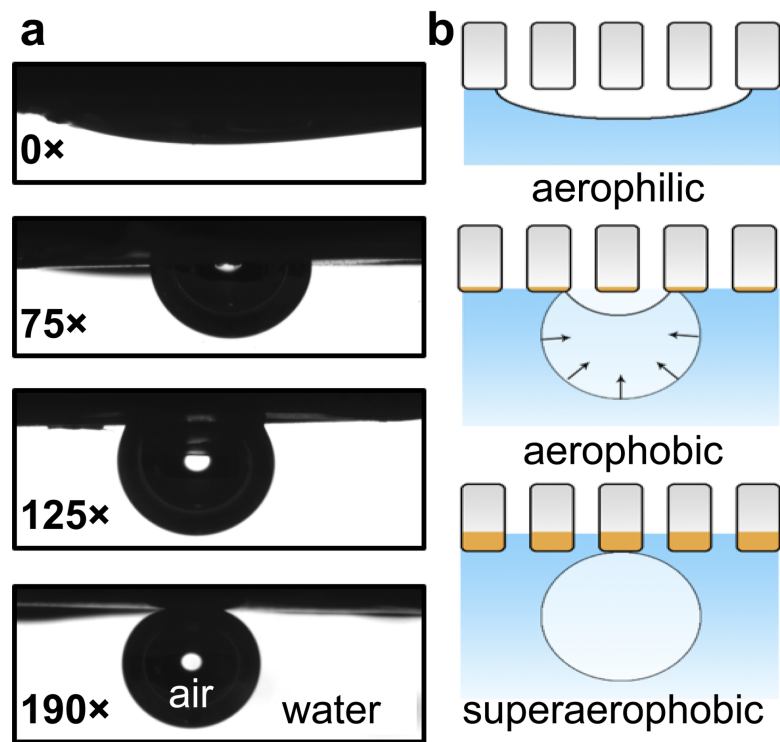 a
b
0×
aerophilic
75×
aerophobic
125×
190×
air
water
superaerophobic